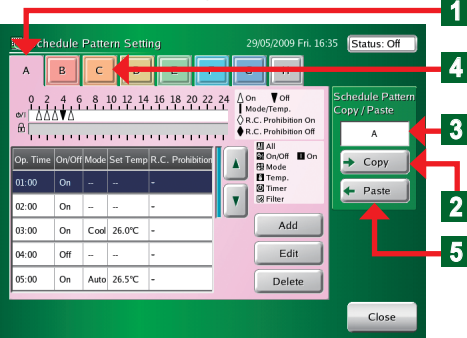 1
Schedule Pattern Setting 29/05/2009 Fri. 16:35 Status: Off
A B C D E F G H
4
0 2 4 6 8 10 12 14 16 18 20 22 24
On Off
Mode/Temp.
R.C. Prohibition On
R.C. Prohibition Off
All
On/Off On
Mode
Temp.
Timer
Filter
Schedule Pattern
Copy / Paste
A
3
Copy
2
Paste
5
Op. Time On/Off Mode Set Temp R.C. Prohibition
01:00 On -- -- -
02:00 On -- -- -
03:00 On Cool 26.0°C -
04:00 Off -- -- -
05:00 On Auto 26.5°C -
Add
Edit
Delete
Close